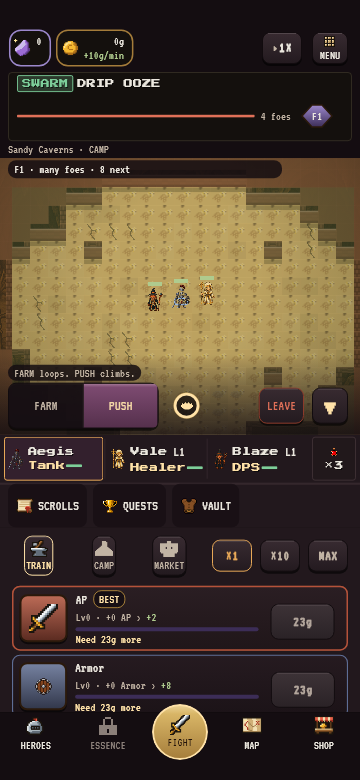 0
0g
+10g/min
▸1X
MENU
SWARM DRIP OOZE
4 foes
F1
Sandy Caverns · CAMP
F1 · many foes · 8 next
FARM loops. PUSH climbs.
FARM
PUSH
LEAVE
▼
Aegis
Tank
Vale L1
Healer
Blaze L1
DPS
×3
SCROLLS
QUESTS
VAULT
TRAIN
CAMP
MARKET
X1
X10
MAX
AP BEST
Lv0 · +0 AP > +2
Need 23g more
23g
Armor
Lv0 · +0 Armor > +8
Need 23g more
23g
HEROES
ESSENCE
FIGHT
MAP
SHOP